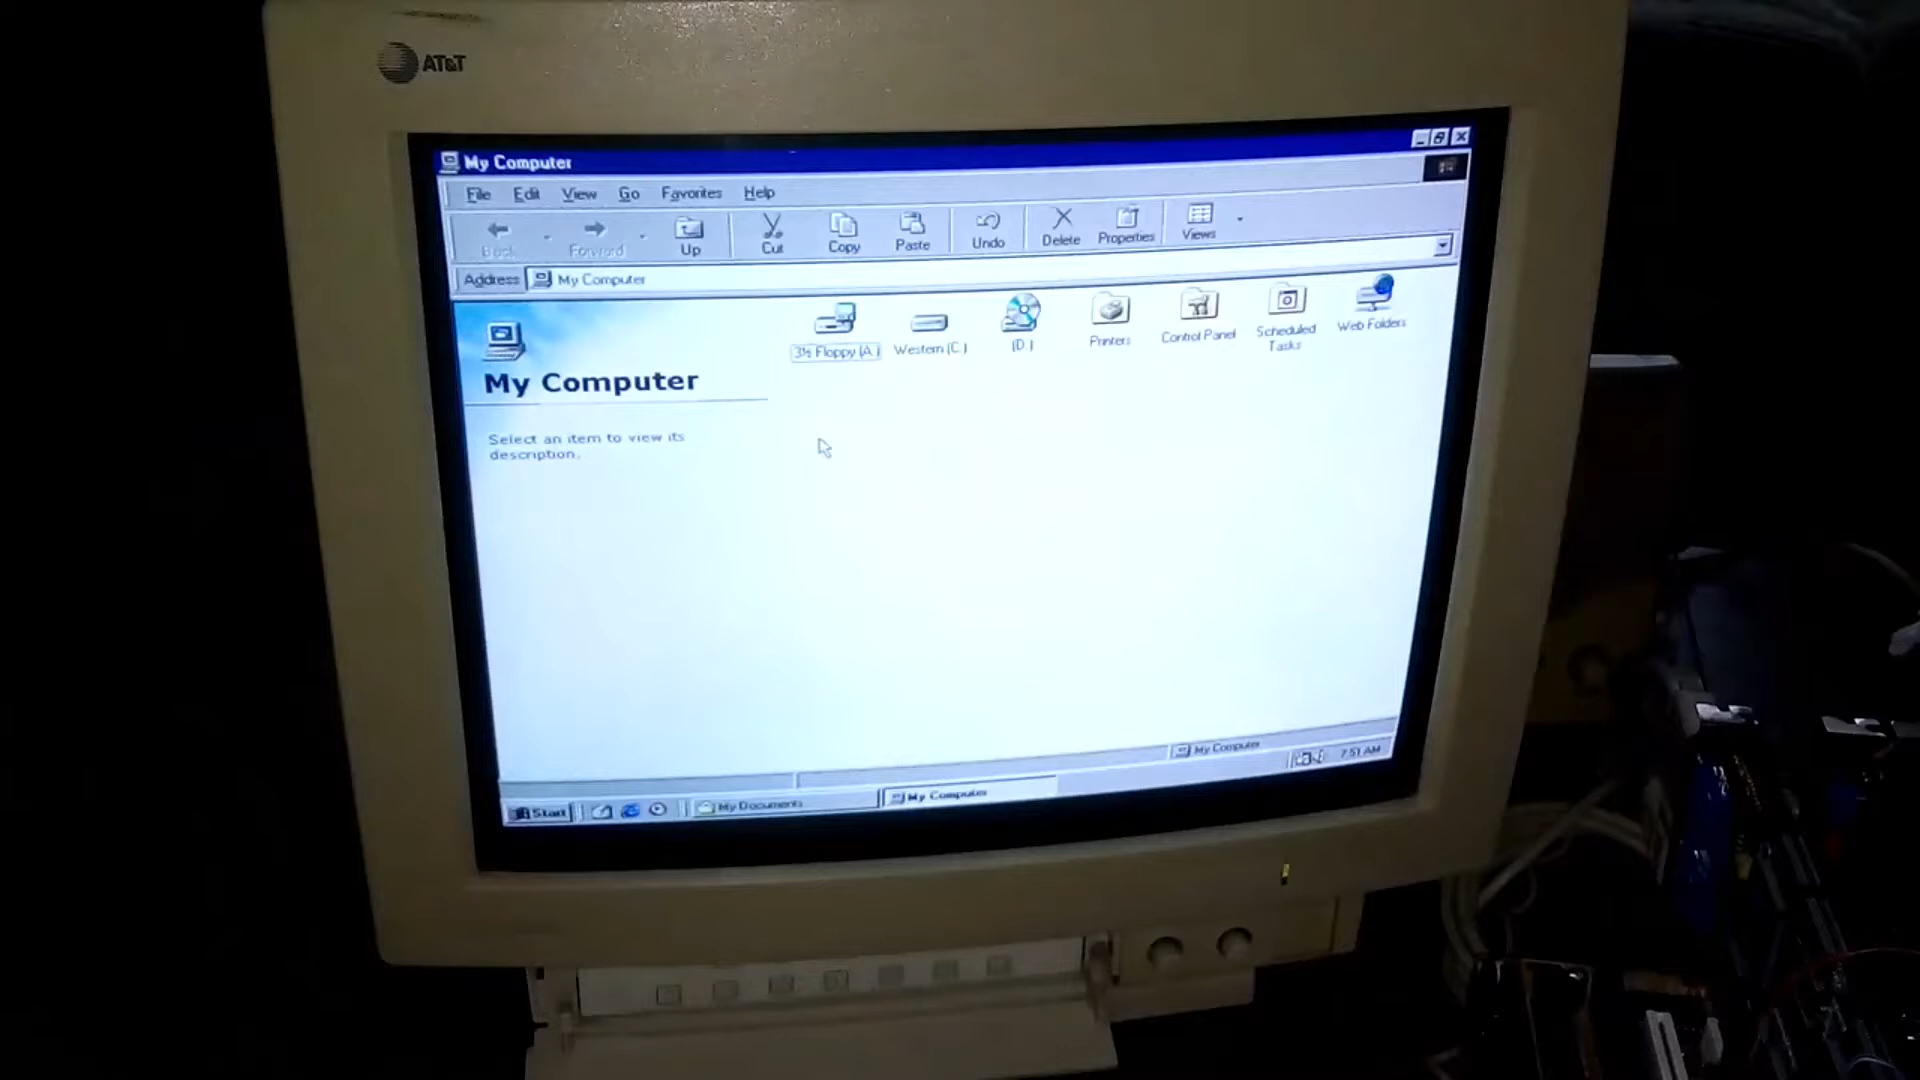 AT&T
My Computer
File Edit View Go Favorites Help
Back Forward Up Cut Copy Paste Undo Delete Properties Views
Address My Computer
3½ Floppy (A:) Western (C:) (D:) Printers Control Panel Scheduled Tasks Web Folders
My Computer
Select an item to view its
description.
My Computer
Start My Documents My Computer 7:51 AM